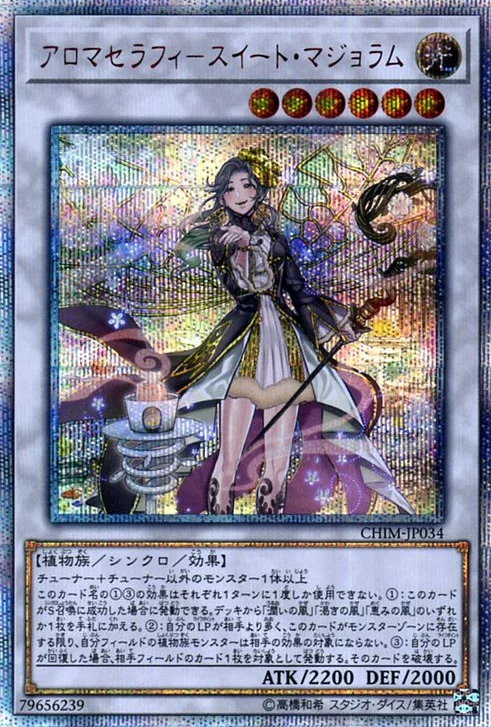 アロマセラフィースイート・マジョラム
CHIM-JP034
【植物族／シンクロ／効果】
チューナー＋チューナー以外のモンスター1体以上
このカード名の①③の効果はそれぞれ1ターンに1度しか使用できない。①：このカード
がS召喚に成功した場合に発動できる。デッキから「潤いの風」「渇きの風」「恵みの風」のいずれ
か1枚を手札に加える。②：自分のLPが相手より多く、このカードがモンスターゾーンに存在
する限り、自分フィールドの植物族モンスターは相手の効果の対象にならない。③：自分のLP
が回復した場合、相手フィールドのカード1枚を対象として発動する。そのカードを破壊する。
ATK/2200 DEF/2000
79656239
©高橋和希 スタジオ・ダイス/集英社